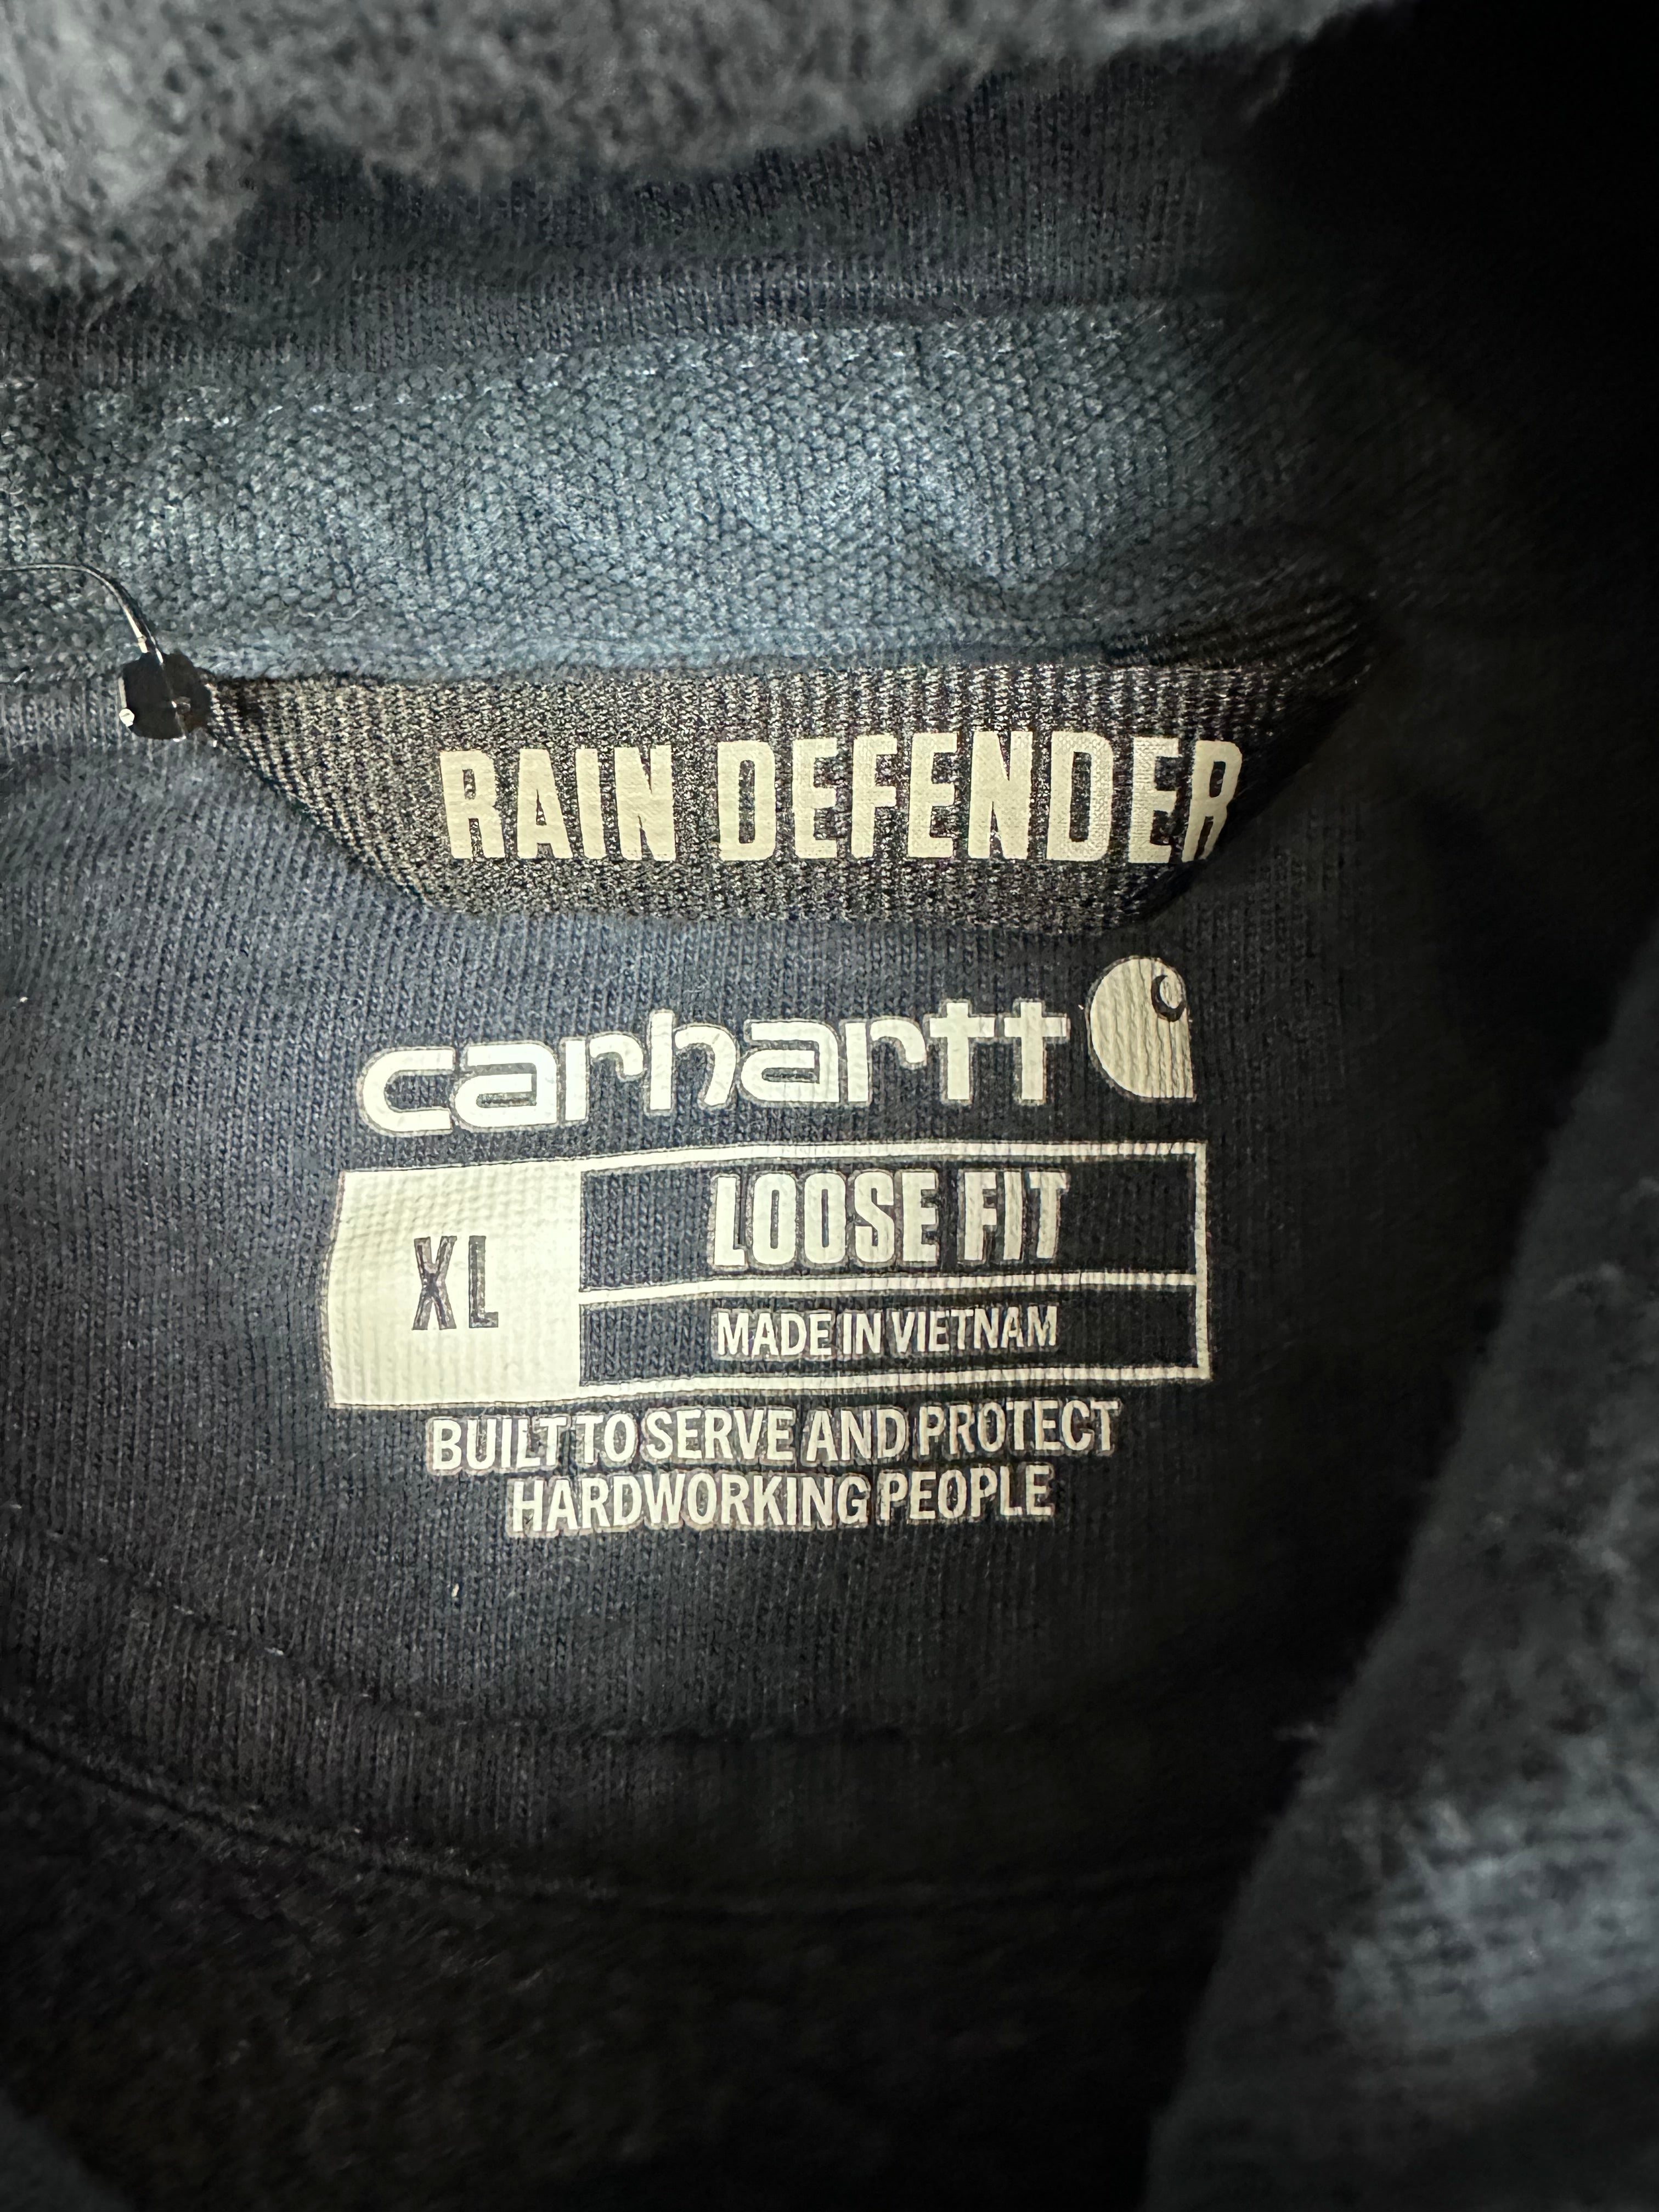 RAIN DEFENDER
carhartt
XL
LOOSE FIT
MADE IN VIETNAM
BUILT TO SERVE AND PROTECT
HARDWORKING PEOPLE